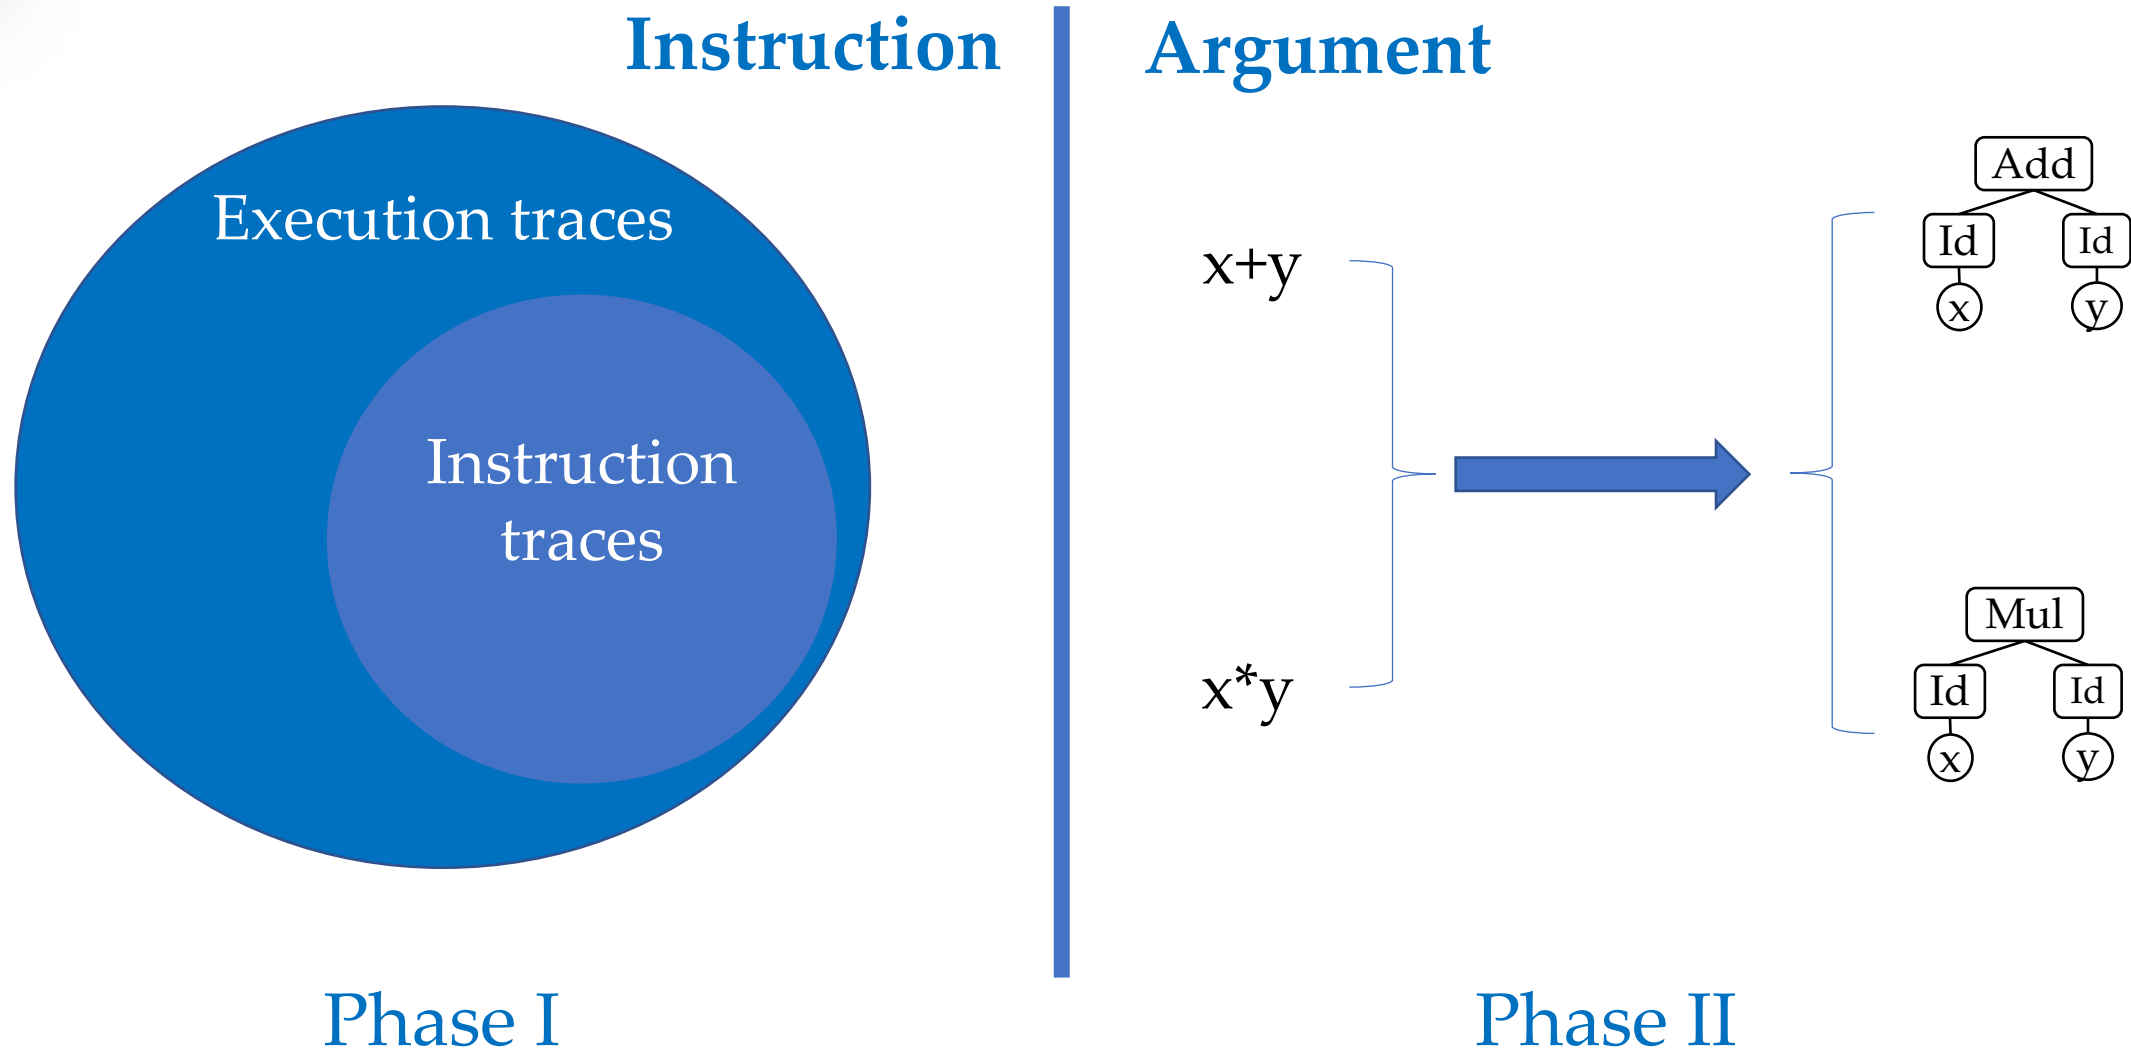 Instruction
Execution traces
Instruction
traces
Phase I
Argument
x+y
x*y
Add
Id
Id
x
y
Mul
Id
Id
x
y
Phase II